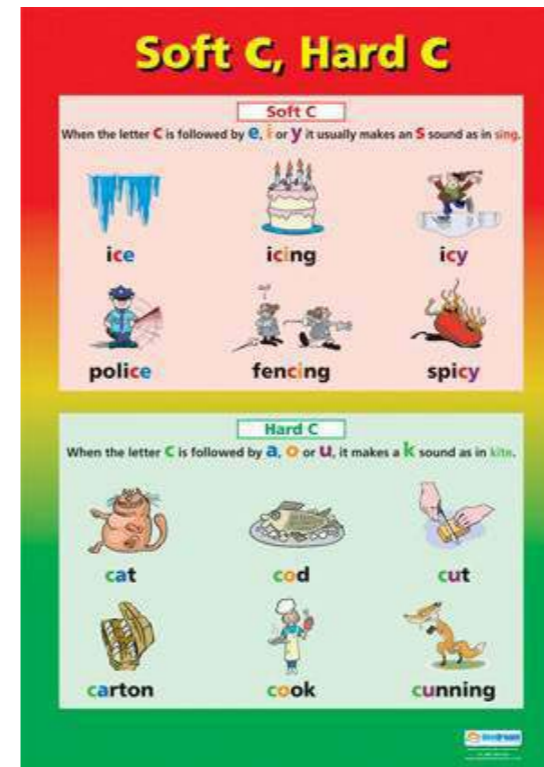 Soft C, Hard C
Soft C
When the letter c is followed by e, i or y it usually makes an s sound as in sing.
ice icing icy
police fencing spicy
Hard C
When the letter c is followed by a, o or u, it makes a k sound as in kite.
cat cod cut
carton cook cunning